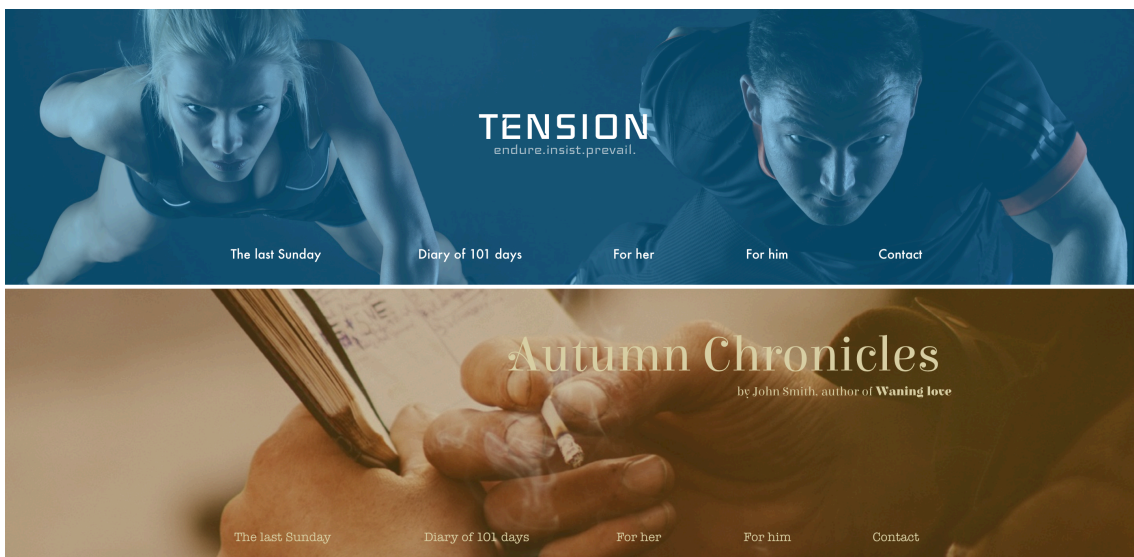 TENSION
endure.insist.prevail.
The last Sunday Diary of 101 days For her For him Contact
Autumn Chronicles
by John Smith, author of Waning love
The last Sunday Diary of 101 days For her For him Contact